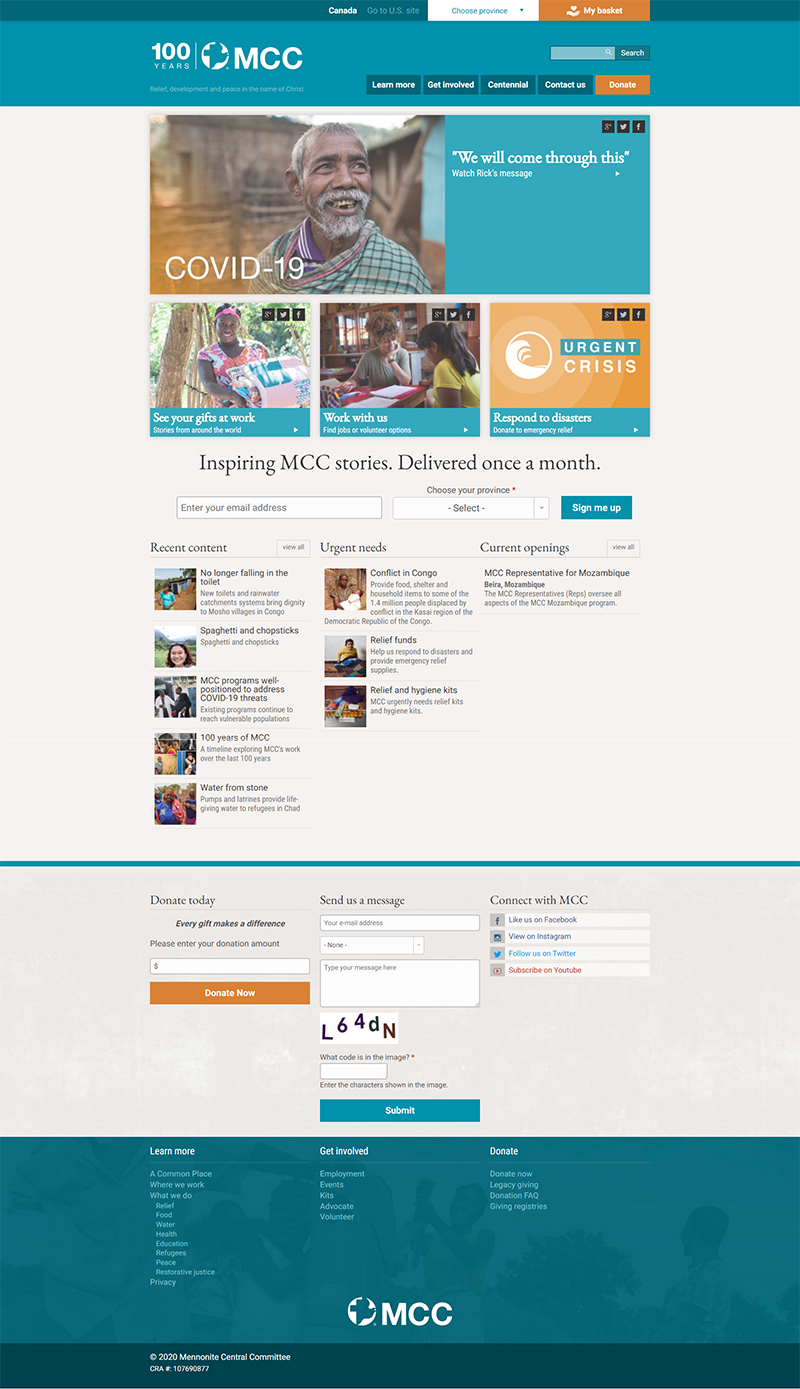 Canada
Go to U.S. site
Choose province
My basket
100 YEARS
MCC
Relief, development and peace in the name of Christ
Search
Learn more
Get involved
Centennial
Contact us
Donate
COVID-19
"We will come through this"
Watch Rick's message
See your gifts at work
Stories from around the world
Work with us
Find jobs or volunteer options
URGENT
CRISIS
Respond to disasters
Donate to emergency relief
Inspiring MCC stories. Delivered once a month.
Enter your email address
Choose your province *
- Select -
Sign me up
Recent content
view all
No longer falling in the
toilet
New toilets and rainwater
catchments systems bring dignity
to Mosho villages in Congo
Spaghetti and chopsticks
Spaghetti and chopsticks
MCC programs well-
positioned to address
COVID-19 threats
Existing programs continue to
reach vulnerable populations
100 years of MCC
A timeline exploring MCC's work
over the last 100 years
Water from stone
Pumps and latrines provide life-
giving water to refugees in Chad
Urgent needs
Conflict in Congo
Provide food, shelter and
household items to some of the
1.4 million people displaced by
conflict in the Kasai region of the
Democratic Republic of the Congo.
Relief funds
Help us respond to disasters and
provide emergency relief
supplies.
Relief and hygiene kits
MCC urgently needs relief kits
and hygiene kits.
Current openings
view all
MCC Representative for Mozambique
Beira, Mozambique
The MCC Representatives (Reps) oversee all
aspects of the MCC Mozambique program.
Donate today
Every gift makes a difference
Please enter your donation amount
$
Donate Now
Send us a message
Your e-mail address
- None -
Type your message here
L64dN
What code is in the image? *
Enter the characters shown in the image.
Submit
Connect with MCC
Like us on Facebook
View on Instagram
Follow us on Twitter
Subscribe on Youtube
Learn more
A Common Place
Where we work
What we do
Relief
Food
Water
Health
Education
Refugees
Peace
Restorative justice
Privacy
Get involved
Employment
Events
Kits
Advocate
Volunteer
Donate
Donate now
Legacy giving
Donation FAQ
Giving registries
MCC
© 2020 Mennonite Central Committee
CRA #: 107690877